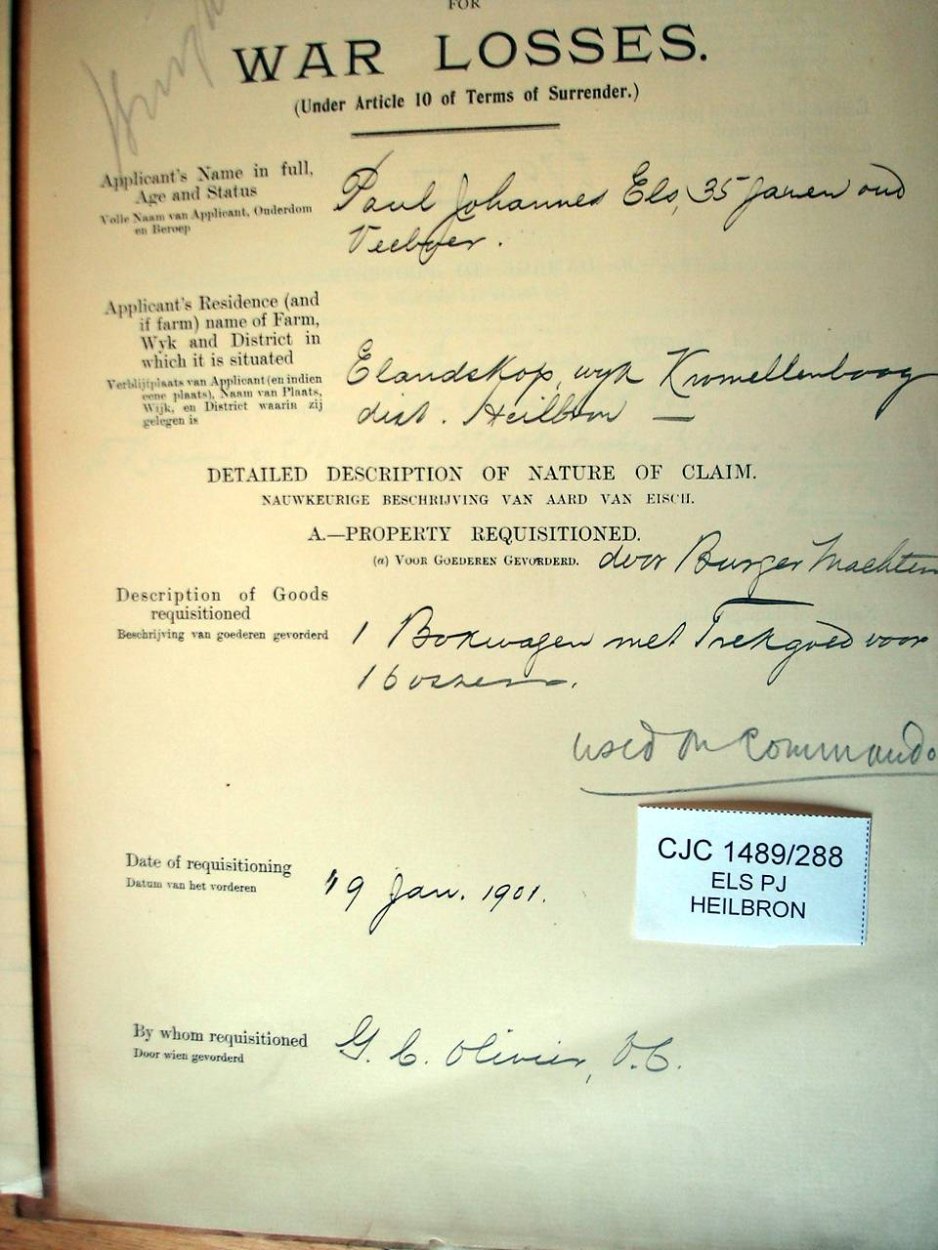 FOR
WAR LOSSES.
(Under Article 10 of Terms of Surrender.)
Applicant's Name in full,
Age and Status
Volle Naam van Applicant, Ouderdom
en Beroep
Paul Johannes Els, 35 Jaren oud
Veeboer.
Applicant's Residence (and
if farm) name of Farm,
Wyk and District in
which it is situated
Verblijfplaats van Applicant (en indien
eene plaats), Naam van Plaats,
Wijk, en District waarin zij
gelegen is
Elandskop, wyk Kromellenboog
dist. Heilbron —
DETAILED DESCRIPTION OF NATURE OF CLAIM.
NAUWKEURIGE BESCHRIJVING VAN AARD VAN EISCH.
A.—PROPERTY REQUISITIONED.
(a) VOOR GOEDEREN GEVORDERD. door Burger Machten
Description of Goods
requisitioned
Beschrijving van goederen gevorderd
1 Bokwagen met Trekgoed voor
16 ossen.
used on Commando
CJC 1489/288
ELS PJ
HEILBRON
Date of requisitioning
Datum van het vorderen
19 Jan. 1901.
By whom requisitioned
Door wien gevorderd
G. C. Olivier, V.C.